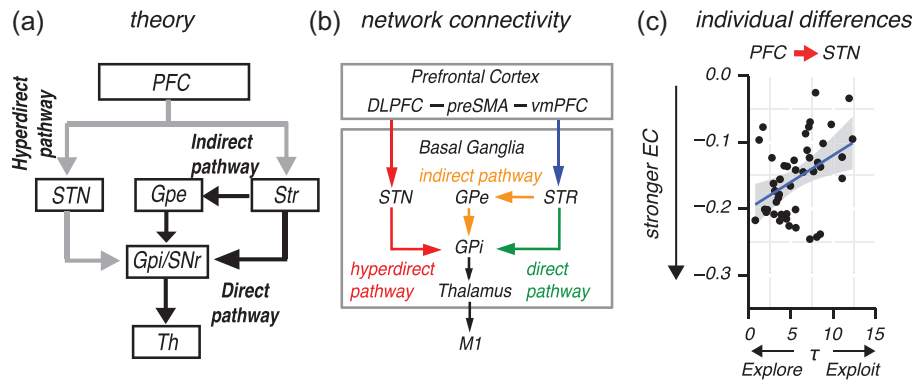 (a) theory
PFC
Hyperdirect
pathway
Indirect
pathway
STN
Gpe
Str
Gpi/SNr
Direct
pathway
Th
(b) network connectivity
Prefrontal Cortex
DLPFC – preSMA – vmPFC
Basal Ganglia
indirect pathway
STN GPe STR
GPi
hyperdirect
pathway
direct
pathway
Thalamus
M1
(c) individual differences
PFC STN
stronger EC
0.0
−0.1
−0.2
−0.3
0 5 10 15
Explore τ Exploit